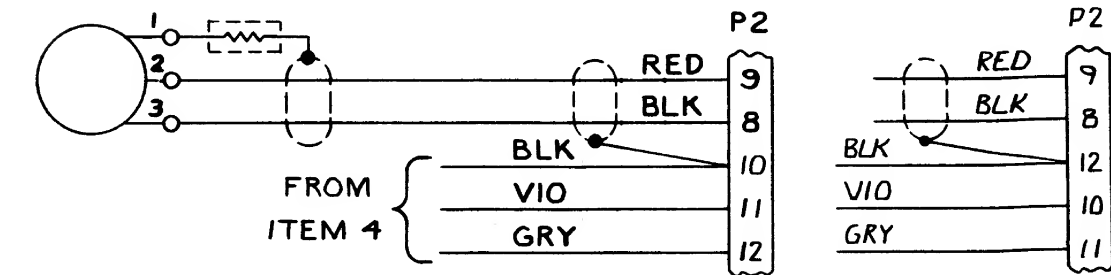 P2
1
2
3
RED 9
BLK 8
BLK 10
VIO 11
GRY 12
FROM
ITEM 4
P2
RED 9
BLK 8
BLK 12
VIO 10
GRY 11